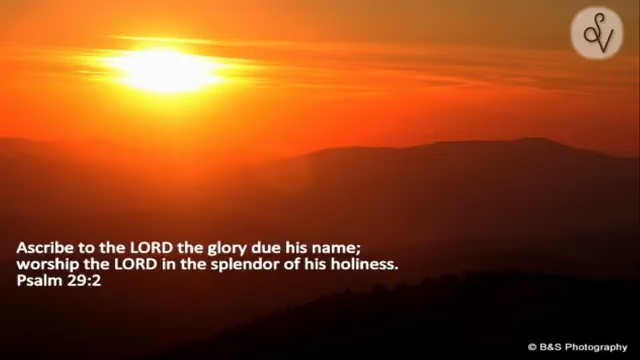 SV
Ascribe to the LORD the glory due his name;
worship the LORD in the splendor of his holiness.
Psalm 29:2
© B&S Photography